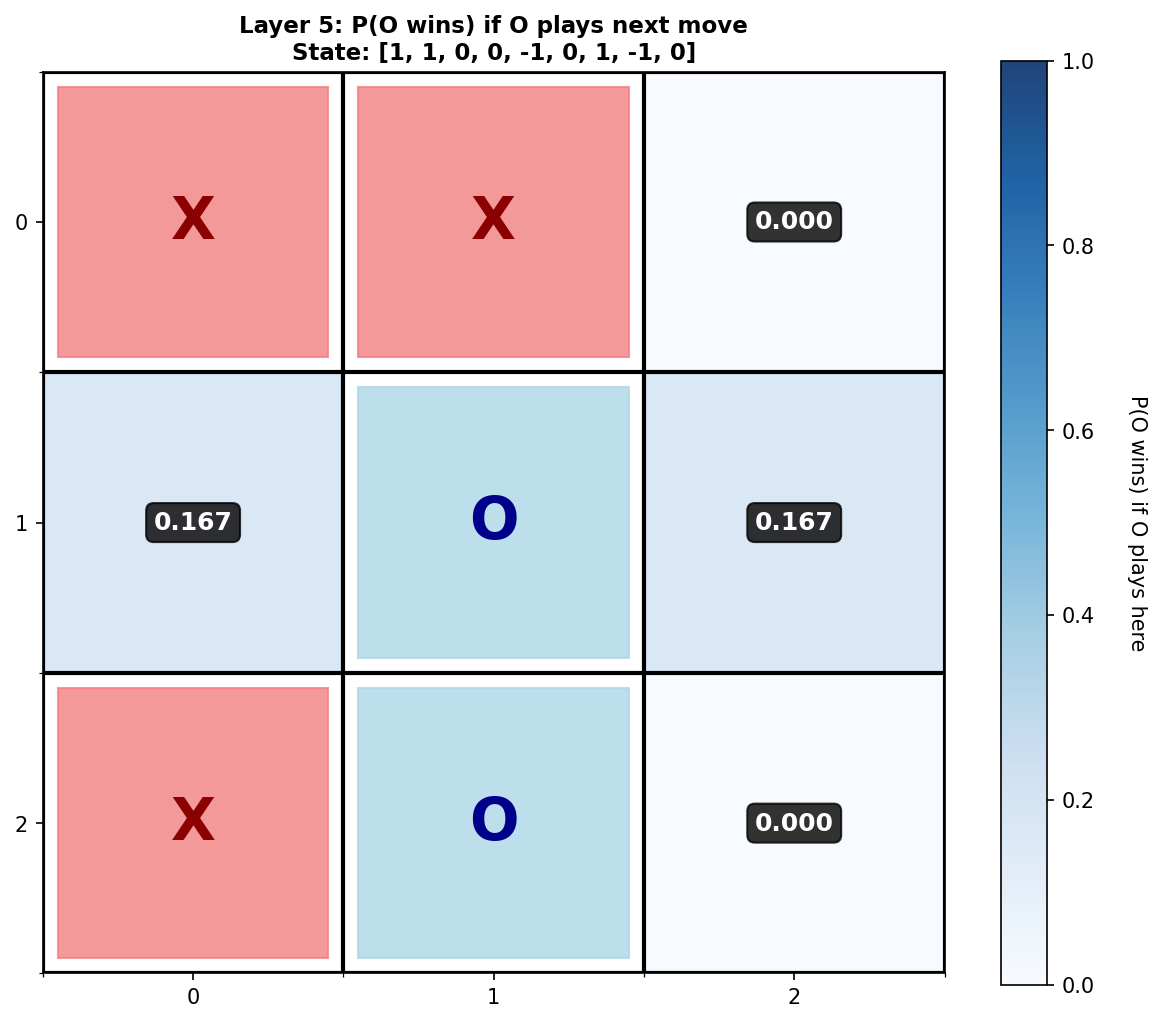 Layer 5: P(O wins) if O plays next move
State: [1, 1, 0, 0, -1, 0, 1, -1, 0]
0
X
X
0.000
1
0.167
O
0.167
2
X
O
0.000
0
1
2
1.0
0.8
0.6
0.4
0.2
0.0
P(O wins) if O plays here